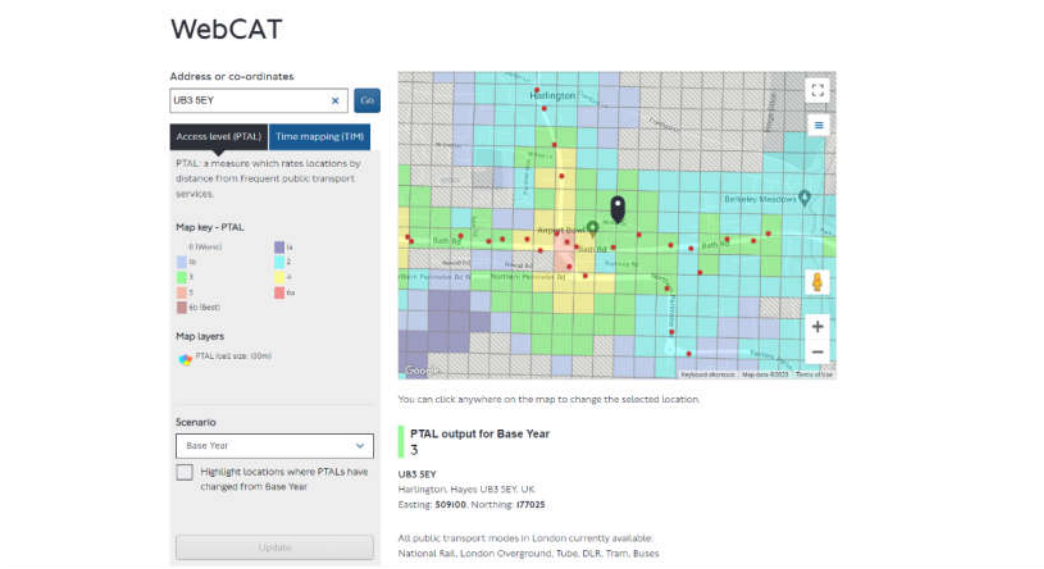 WebCAT
Address or co-ordinates
UB3 5EY
×
Go
Access level (PTAL)
Time mapping (TIM)
PTAL: a measure which rates locations by
distance from frequent public transport
services.
Map key - PTAL
0 (Worst)
1a
1b
2
3
4
5
6a
6b (Best)
Map layers
PTAL (cell size: 100m)
Scenario
Base Year
Highlight locations where PTALs have
changed from Base Year
Update
Harlington
Berkeley Meadows
Airport Bowl
Bath Rd
Bath Rd
Bath Rd
Northern Perimeter Rd
Google
Keyboard shortcuts
Map data ©2023
Terms of Use
+
−
You can click anywhere on the map to change the selected location.
PTAL output for Base Year
3
UB3 5EY
Harlington, Hayes UB3 5EY, UK
Easting: 509100, Northing: 177025
All public transport modes in London currently available:
National Rail, London Overground, Tube, DLR, Tram, Buses